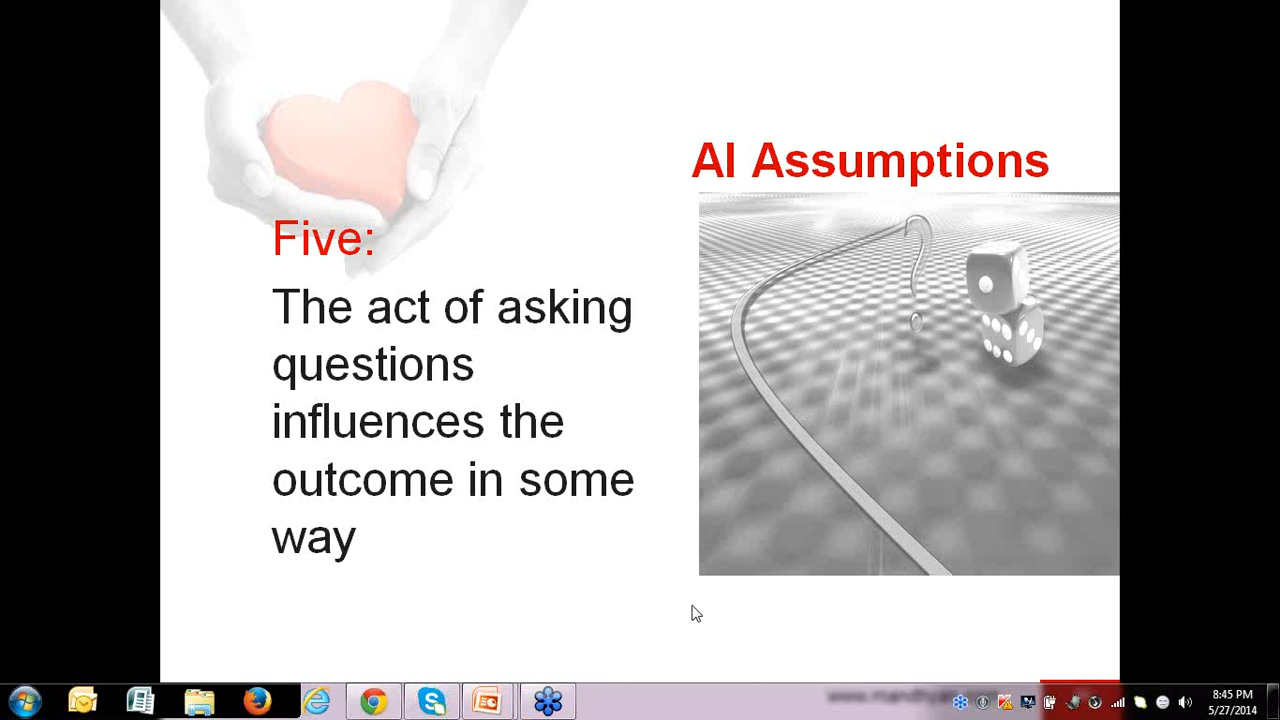 AI Assumptions
Five:
The act of asking
questions
influences the
outcome in some
way
8:45 PM
5/27/2014